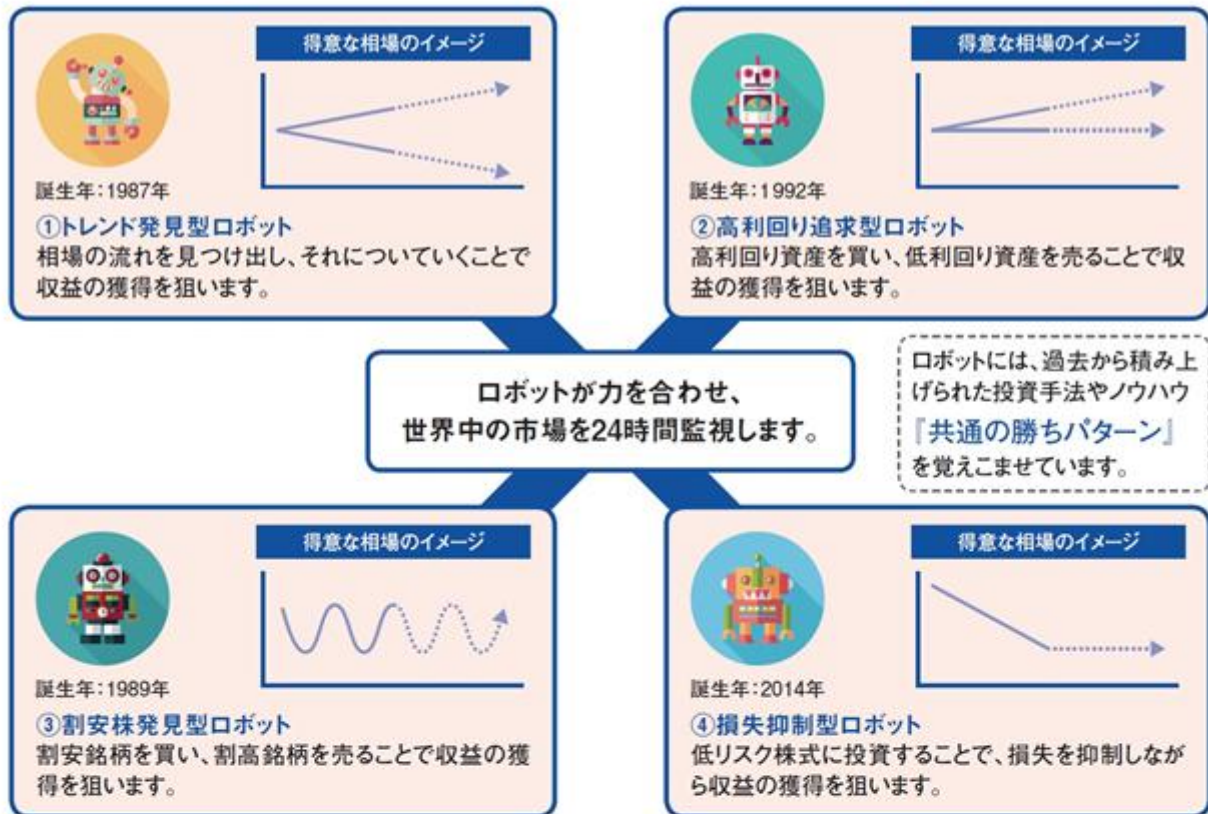 得意な相場のイメージ
誕生年：1987年
①トレンド発見型ロボット
相場の流れを見つけ出し、それについていくことで
収益の獲得を狙います。
得意な相場のイメージ
誕生年：1992年
②高利回り追求型ロボット
高利回り資産を買い、低利回り資産を売ることで収
益の獲得を狙います。
ロボットが力を合わせ、
世界中の市場を24時間監視します。
ロボットには、過去から積み上
げられた投資手法やノウハウ
『共通の勝ちパターン』
を覚えこませています。
得意な相場のイメージ
誕生年：1989年
③割安株発見型ロボット
割安銘柄を買い、割高銘柄を売ることで収益の獲
得を狙います。
得意な相場のイメージ
誕生年：2014年
④損失抑制型ロボット
低リスク株式に投資することで、損失を抑制しなが
ら収益の獲得を狙います。